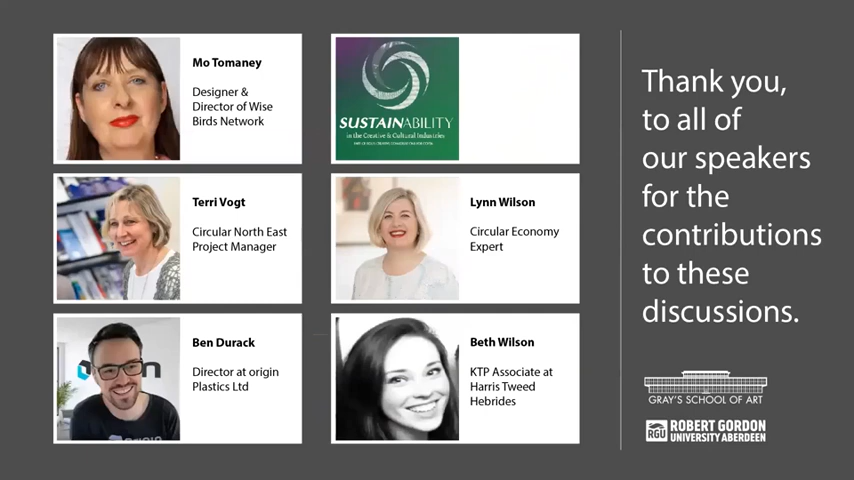 Mo Tomaney
Designer &
Director of Wise
Birds Network
SUSTAINABILITY
in the Creative & Cultural Industries
Terri Vogt
Circular North East
Project Manager
Lynn Wilson
Circular Economy
Expert
Ben Durack
Director at origin
Plastics Ltd
Beth Wilson
KTP Associate at
Harris Tweed
Hebrides
Thank you,
to all of
our speakers
for the
contributions
to these
discussions.
GRAY'S SCHOOL OF ART
RGU
ROBERT GORDON
UNIVERSITY ABERDEEN